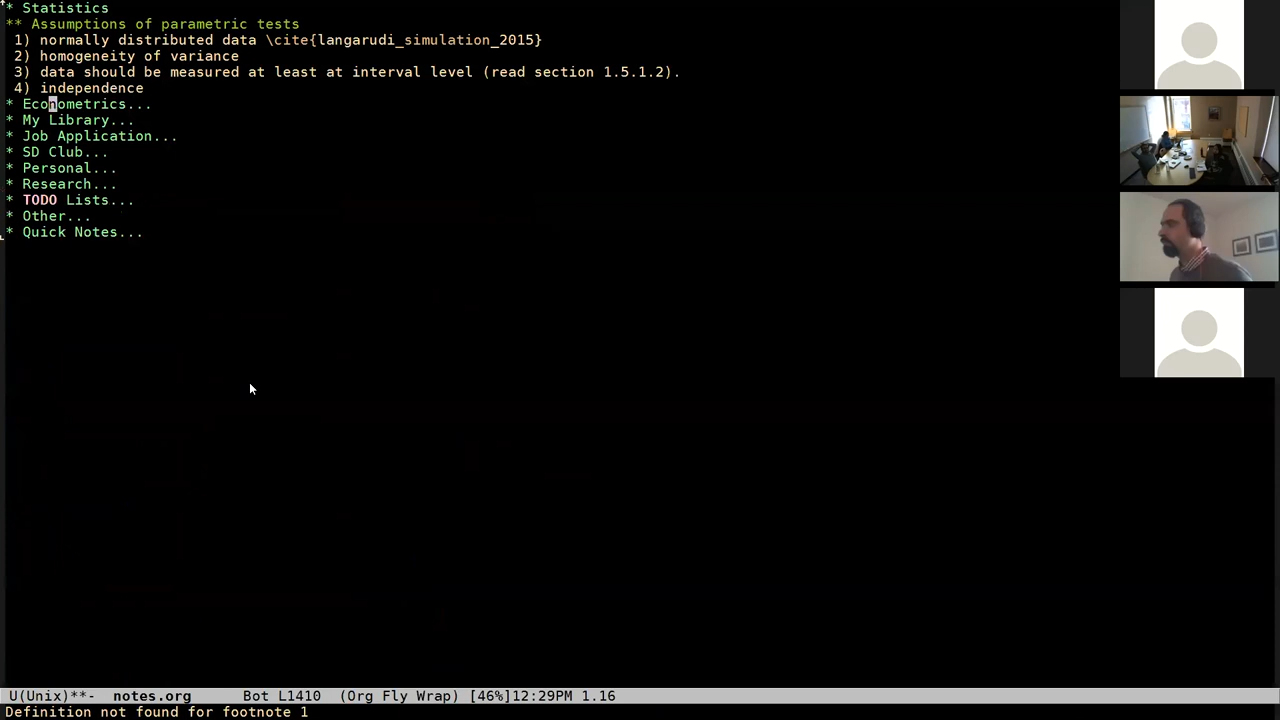 * Statistics
** Assumptions of parametric tests
1) normally distributed data \cite{langarudi_simulation_2015}
2) homogeneity of variance
3) data should be measured at least at interval level (read section 1.5.1.2).
4) independence
* Econometrics...
* My Library...
* Job Application...
* SD Club...
* Personal...
* Research...
* TODO Lists...
* Other...
* Quick Notes...
U(Unix)**- notes.org Bot L1410 (Org Fly Wrap) [46%]12:29PM 1.16
Definition not found for footnote 1